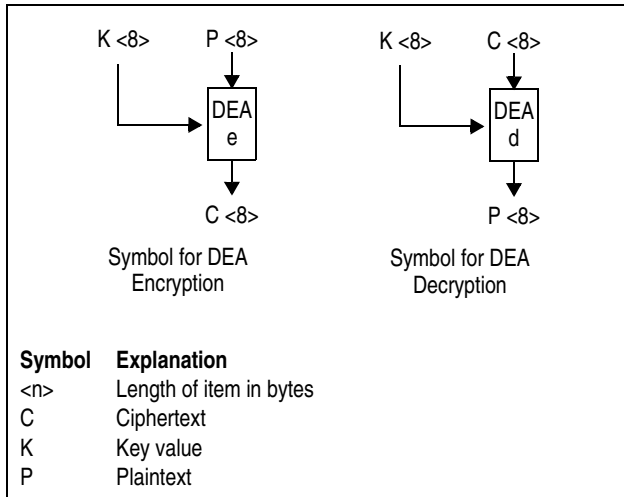 K <8> P <8> K <8> C <8>
DEA DEA
e d
C <8> P <8>
Symbol for DEA Symbol for DEA
Encryption Decryption
Symbol Explanation
<n> Length of item in bytes
C Ciphertext
K Key value
P Plaintext